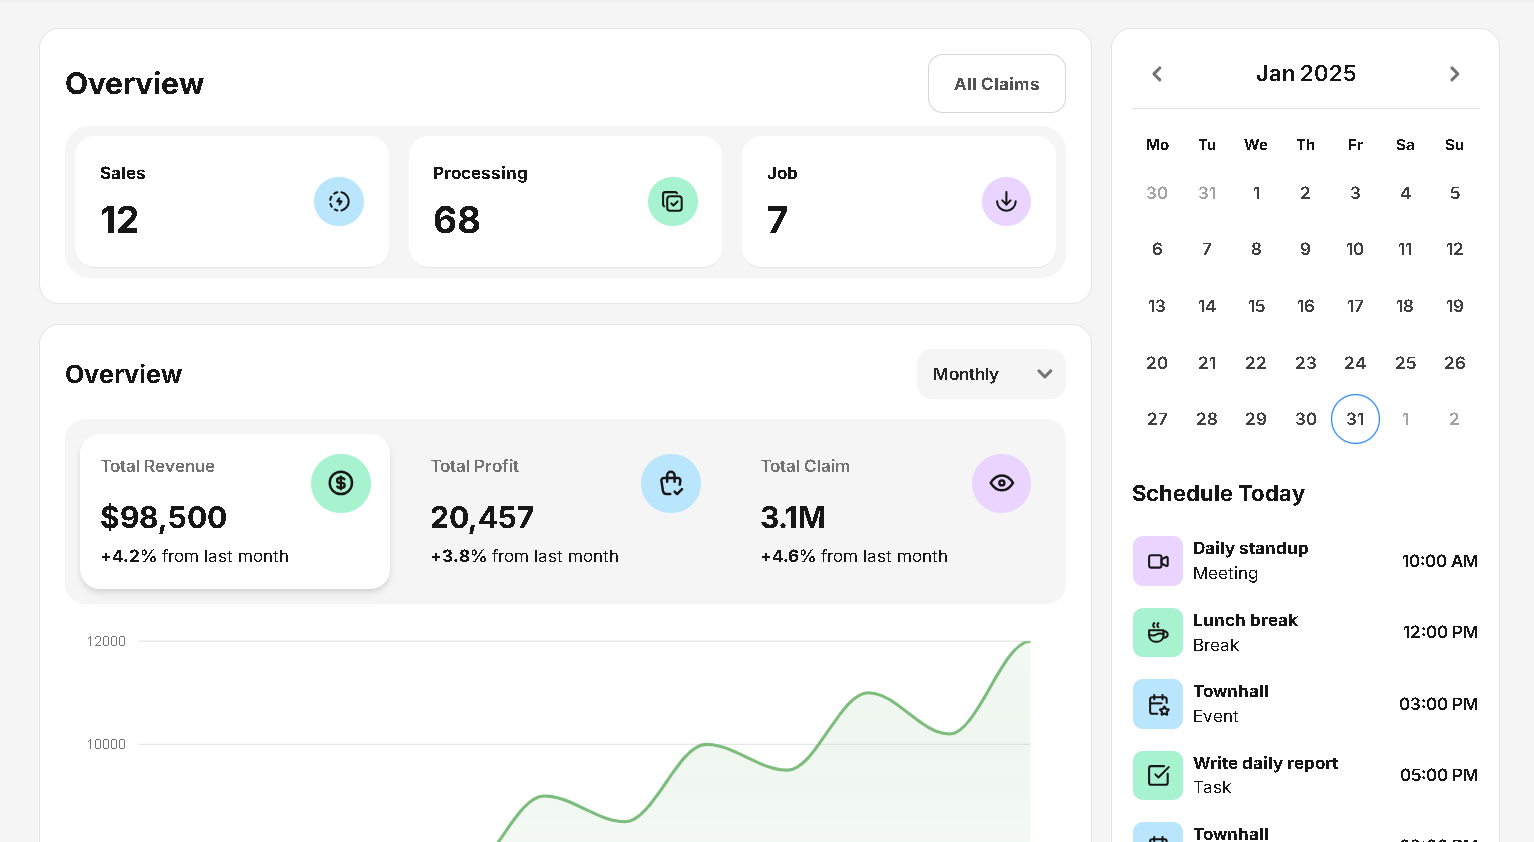 Overview
All Claims
Sales
12
Processing
68
Job
7
Overview
Monthly
Total Revenue
$98,500
+4.2% from last month
Total Profit
20,457
+3.8% from last month
Total Claim
3.1M
+4.6% from last month
12000
10000
Jan 2025
Mo Tu We Th Fr Sa Su
30 31 1 2 3 4 5
6 7 8 9 10 11 12
13 14 15 16 17 18 19
20 21 22 23 24 25 26
27 28 29 30 31 1 2
Schedule Today
Daily standup
Meeting
10:00 AM
Lunch break
Break
12:00 PM
Townhall
Event
03:00 PM
Write daily report
Task
05:00 PM
Townhall